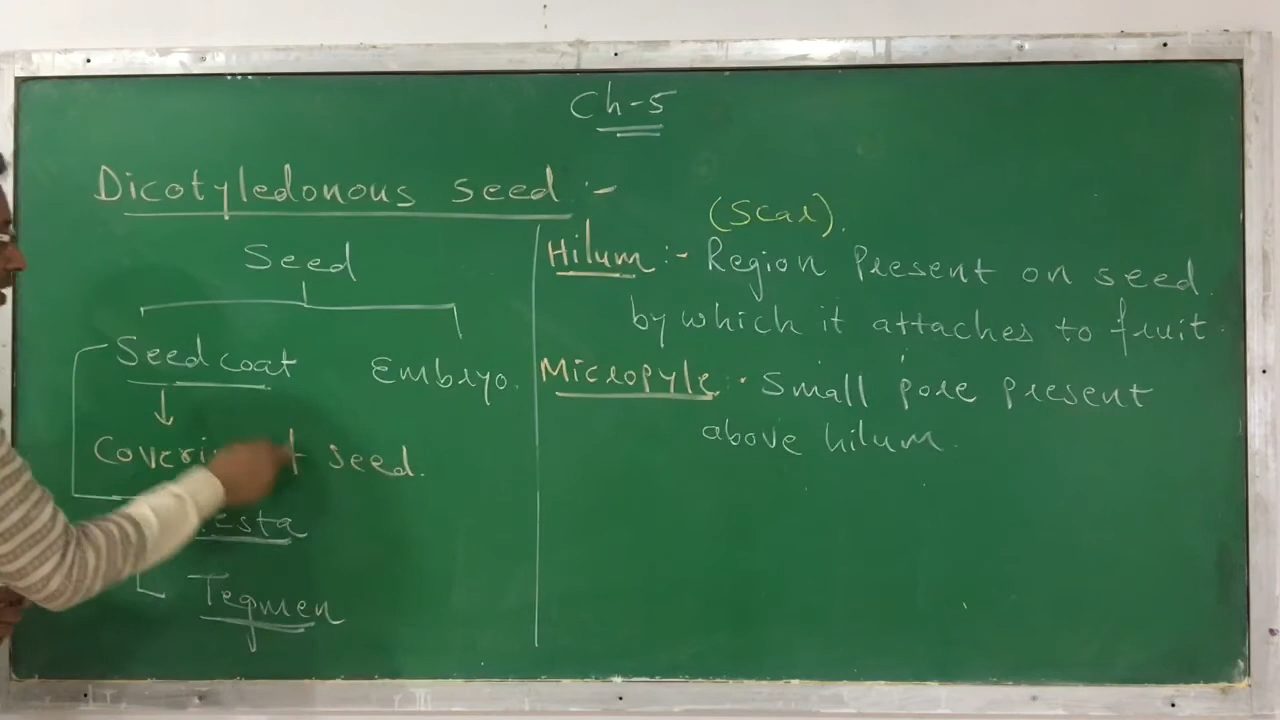 Ch-5
Dicotyledonous seed :-
Seed
Seed coat
Embryo.
seed.
Tegmen
(Scar).
Hilum :- Region Present on seed
by which it attaches to fruit.
Micropyle :- Small pore present
above hilum.